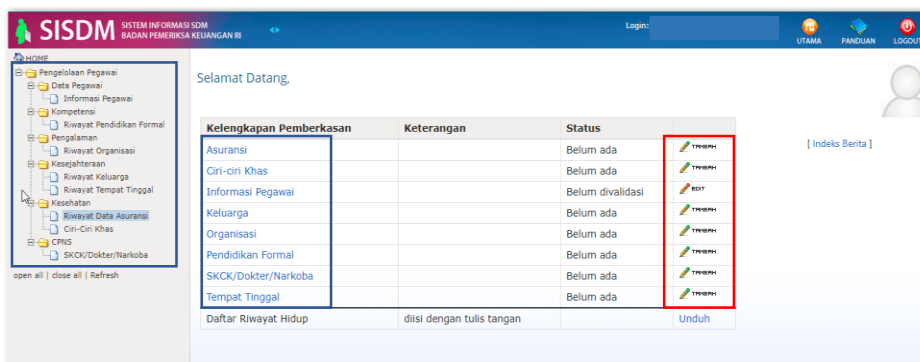 SISDM SISTEM INFORMASI SDM
BADAN PEMERIKSA KEUANGAN RI
Login:
UTAMA PANDUAN LOGOUT
HOME
Pengelolaan Pegawai
Data Pegawai
Informasi Pegawai
Kompetensi
Riwayat Pendidikan Formal
Pengalaman
Riwayat Organisasi
Kesejahteraan
Riwayat Keluarga
Riwayat Tempat Tinggal
Kesehatan
Riwayat Data Asuransi
Ciri-Ciri Khas
CPNS
SKCK/Dokter/Narkoba
open all | close all | Refresh
Selamat Datang,
Kelengkapan Pemberkasan Keterangan Status
Asuransi Belum ada TAMBAH
Ciri-ciri Khas Belum ada TAMBAH
Informasi Pegawai Belum divalidasi EDIT
Keluarga Belum ada TAMBAH
Organisasi Belum ada TAMBAH
Pendidikan Formal Belum ada TAMBAH
SKCK/Dokter/Narkoba Belum ada TAMBAH
Tempat Tinggal Belum ada TAMBAH
Daftar Riwayat Hidup diisi dengan tulis tangan Unduh
[ Indeks Berita ]